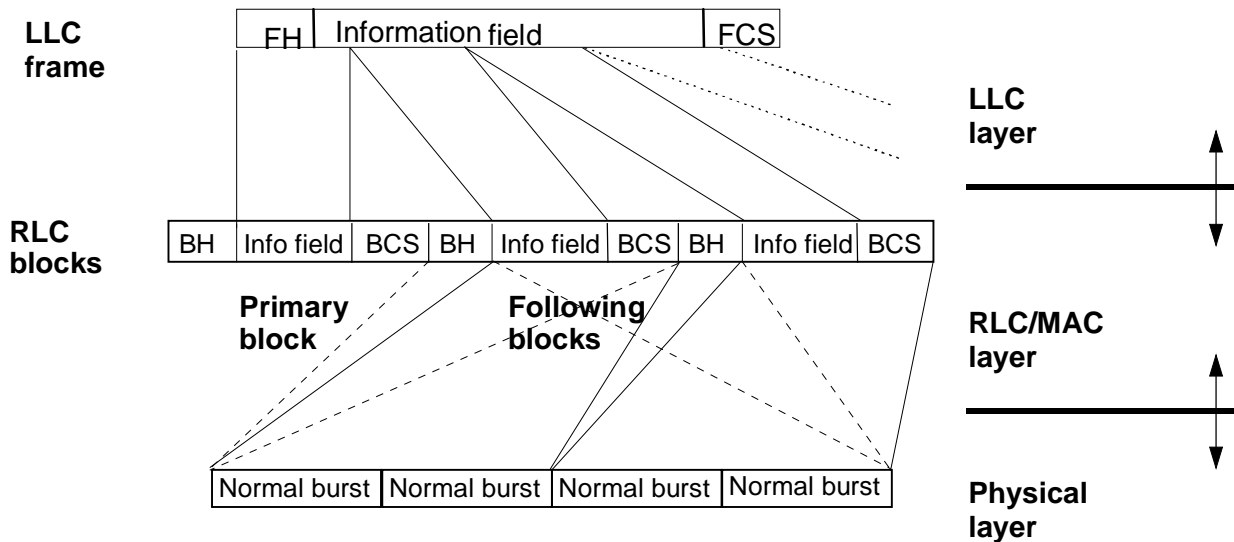 LLC
frame
FH Information field FCS
LLC
layer
RLC
blocks
BH Info field BCS BH Info field BCS BH Info field BCS
Primary
block
Following
blocks
RLC/MAC
layer
Normal burst Normal burst Normal burst Normal burst
Physical
layer